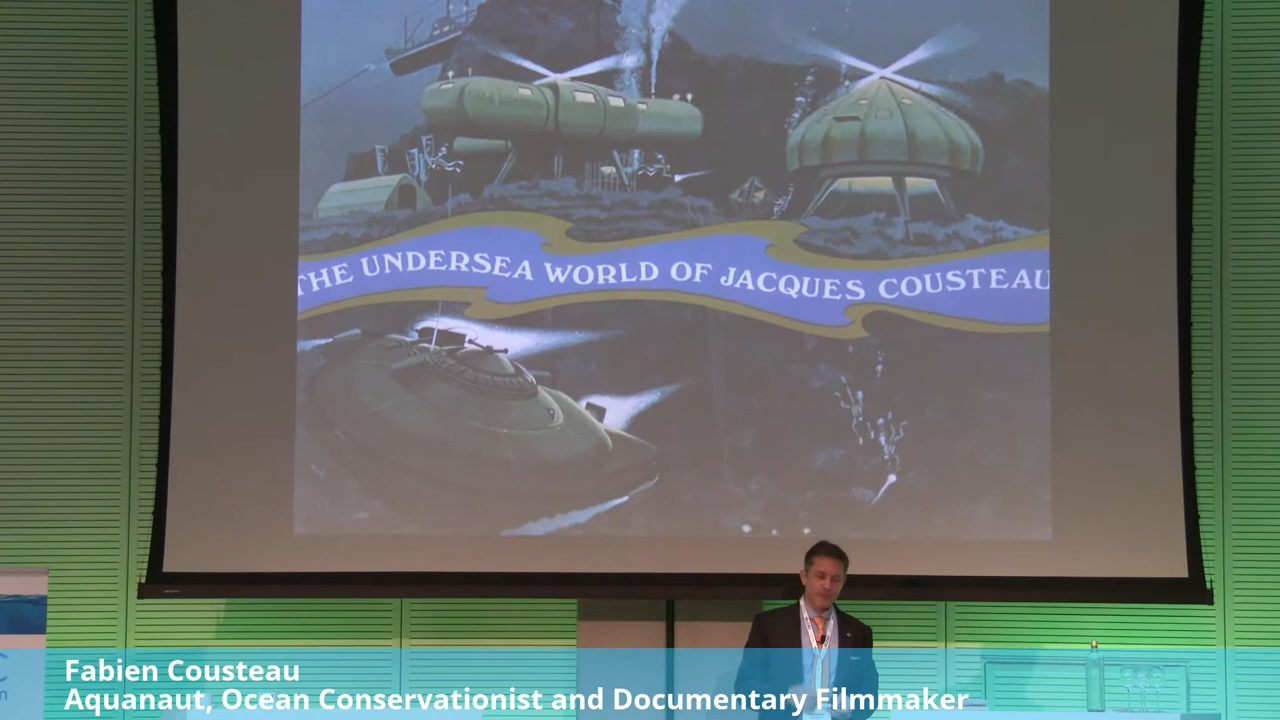 THE UNDERSEA WORLD OF JACQUES COUSTEAU
Fabien Cousteau
Aquanaut, Ocean Conservationist and Documentary Filmmaker